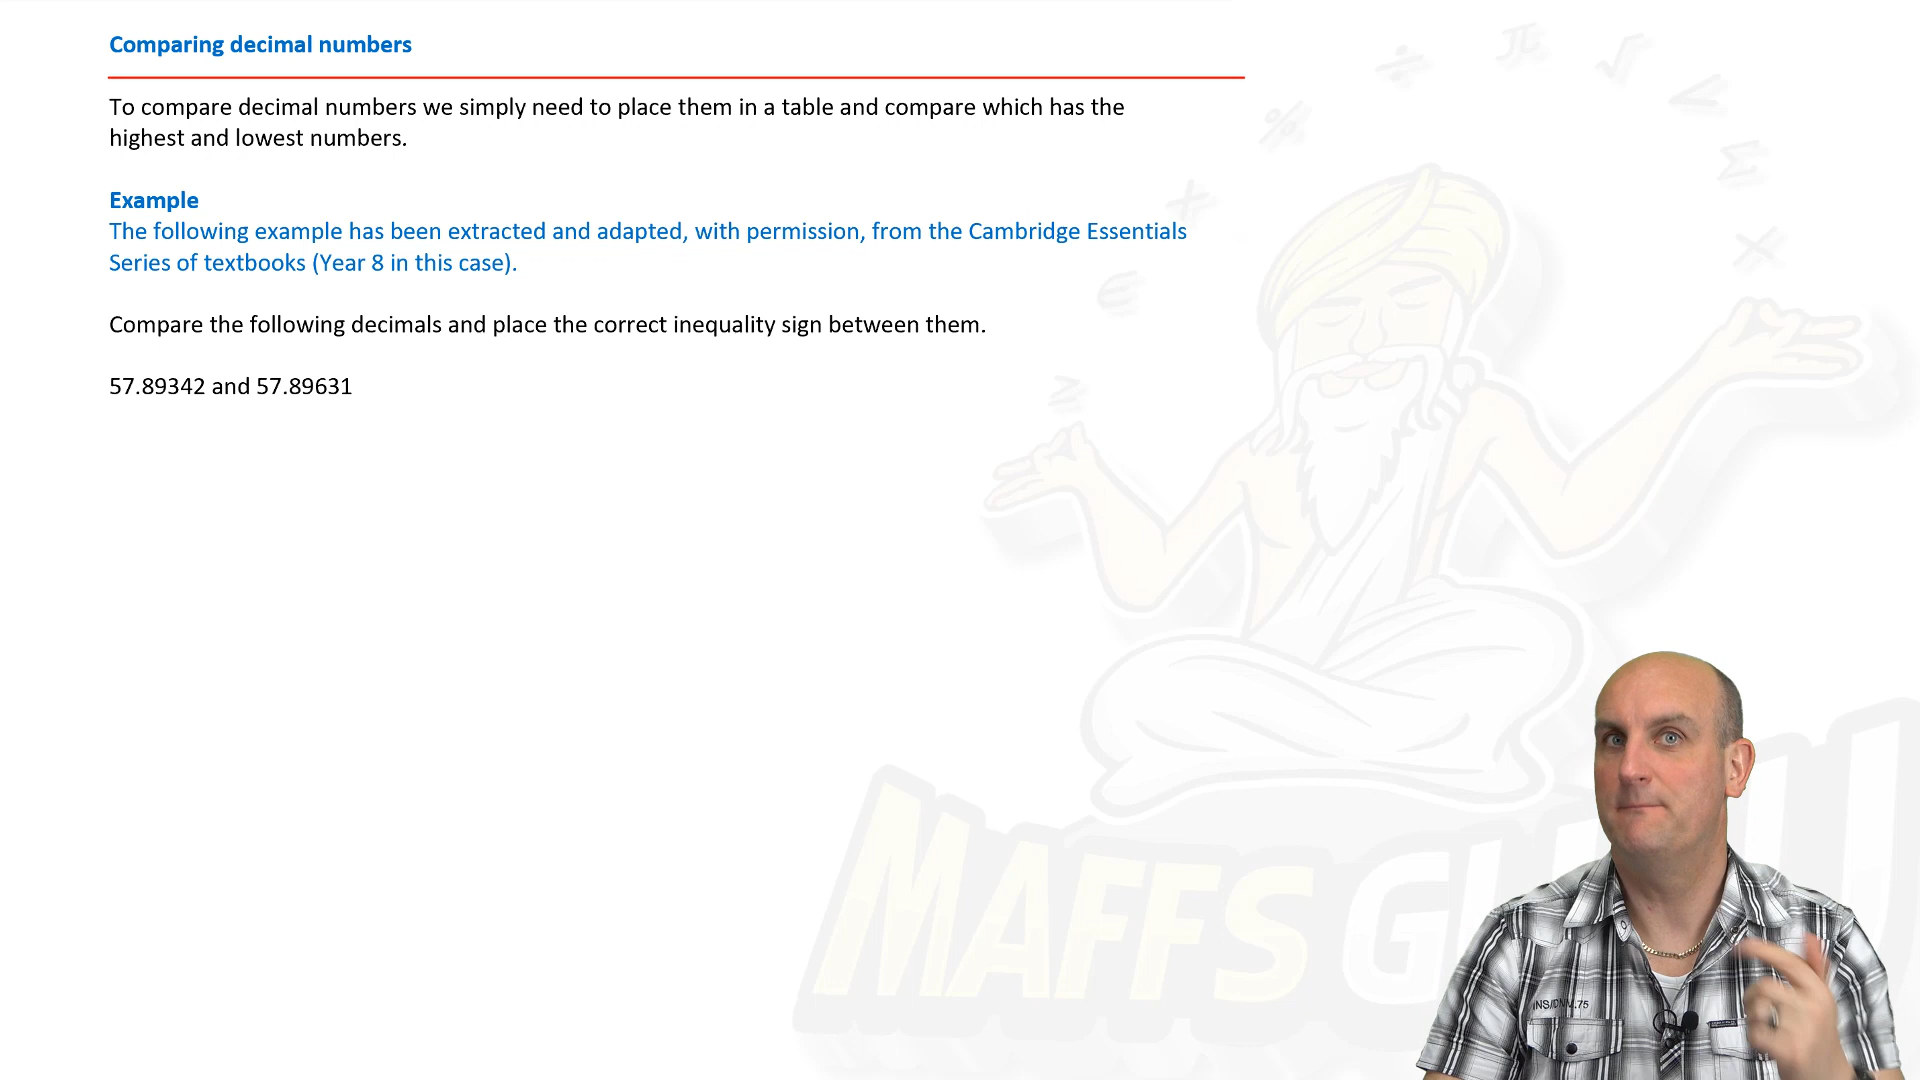 Comparing decimal numbers
To compare decimal numbers we simply need to place them in a table and compare which has the
highest and lowest numbers.
Example
The following example has been extracted and adapted, with permission, from the Cambridge Essentials
Series of textbooks (Year 8 in this case).
Compare the following decimals and place the correct inequality sign between them.
57.89342 and 57.89631
MAFFS